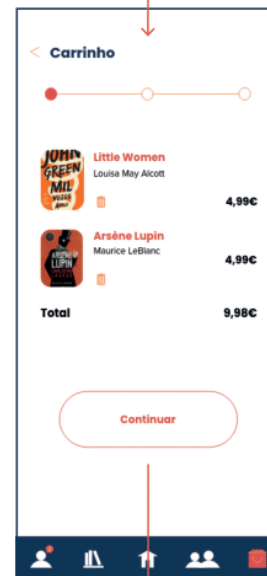 < Carrinho
JOHN
GREEN
MIL
Little Women
Louisa May Alcott
4,99€
ARSÈNE
LUPIN
Arsène Lupin
Maurice LeBlanc
4,99€
Total 9,98€
Continuar